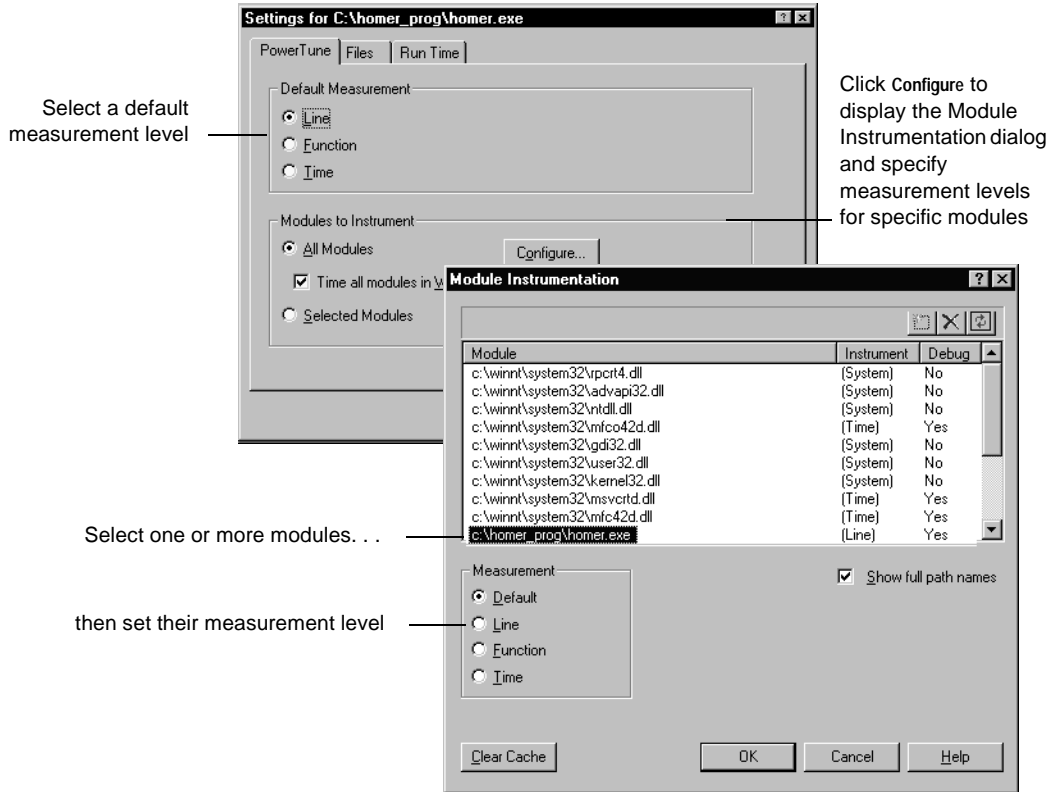 Settings for C:\homer_prog\homer.exe
PowerTune
Files
Run Time
Default Measurement
Line
Function
Time
Select a default
measurement level
Click Configure to
display the Module
Instrumentation dialog
and specify
measurement levels
for specific modules
Modules to Instrument
All Modules
Configure...
Time all modules in W
Selected Modules
Module Instrumentation
Module Instrument Debug
c:\winnt\system32\rpcrt4.dll (System) No
c:\winnt\system32\advapi32.dll (System) No
c:\winnt\system32\ntdll.dll (System) No
c:\winnt\system32\mfco42d.dll (Time) Yes
c:\winnt\system32\gdi32.dll (System) No
c:\winnt\system32\user32.dll (System) No
c:\winnt\system32\kernel32.dll (System) No
c:\winnt\system32\msvcrtd.dll (Time) Yes
c:\winnt\system32\mfc42d.dll (Time) Yes
c:\homer_prog\homer.exe (Line) Yes
Select one or more modules. . .
Measurement
Default
Line
Function
Time
Show full path names
then set their measurement level
Clear Cache
OK
Cancel
Help